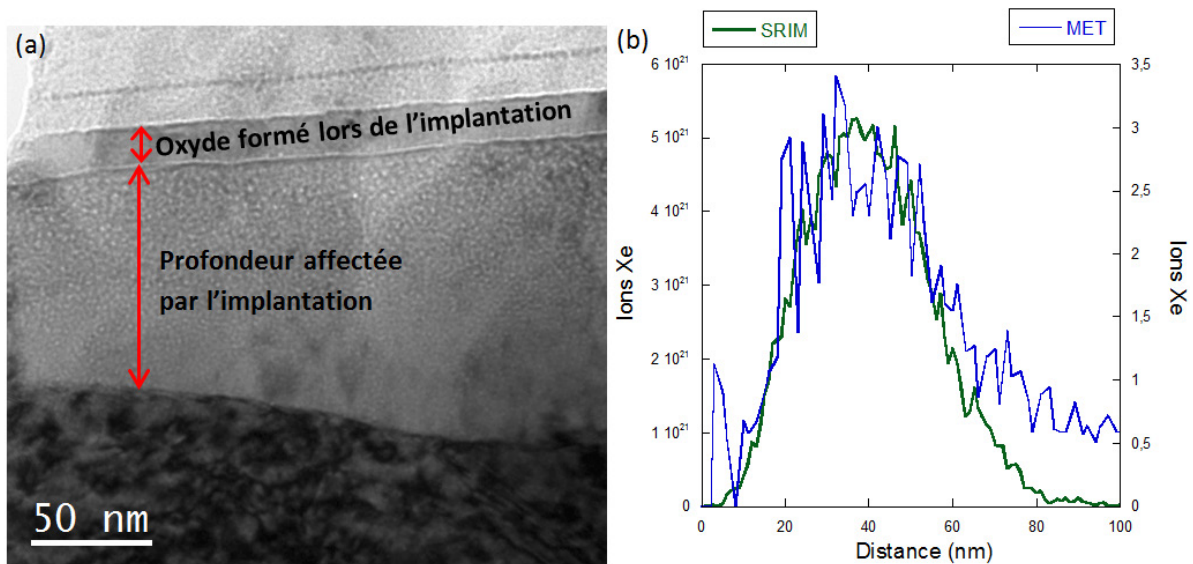 (a)
Oxyde formé lors de l'implantation
Profondeur affectée
par l'implantation
50 nm
(b)
SRIM
MET
6 10²¹
5 10²¹
4 10²¹
3 10²¹
2 10²¹
1 10²¹
0
Ions Xe
3,5
3
2,5
2
1,5
1
0,5
0
Ions Xe
0
20
40
60
80
100
Distance (nm)